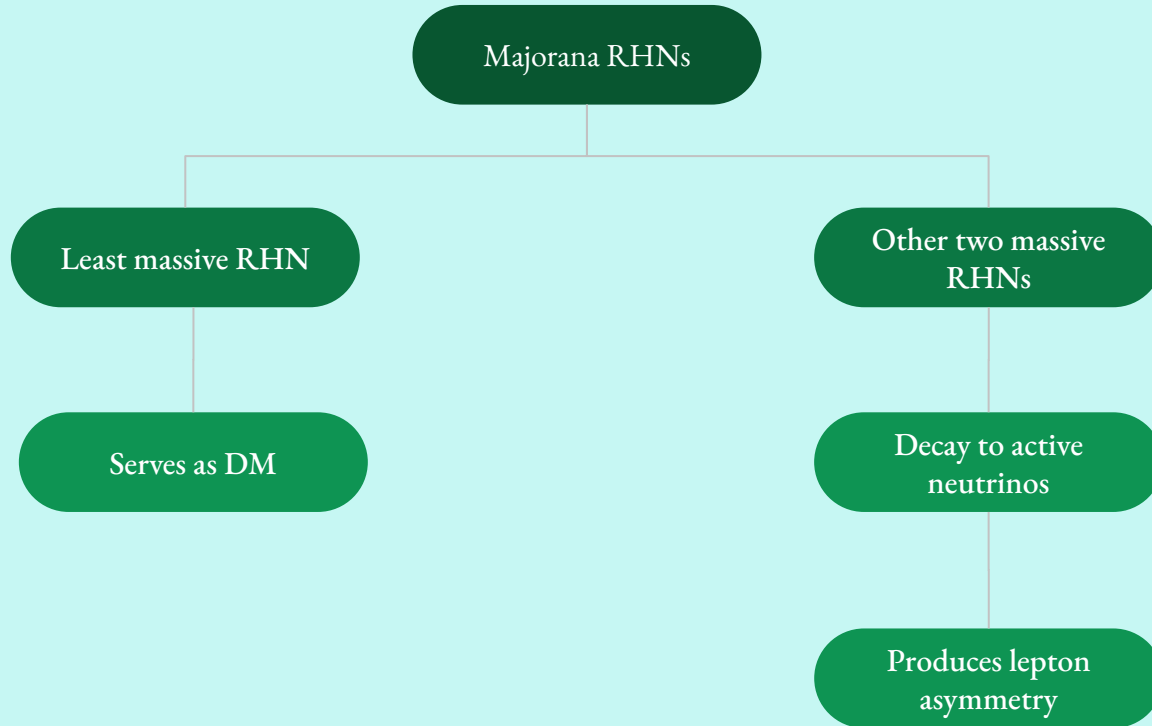 Majorana RHNs
Least massive RHN
Other two massive
RHNs
Serves as DM
Decay to active
neutrinos
Produces lepton
asymmetry